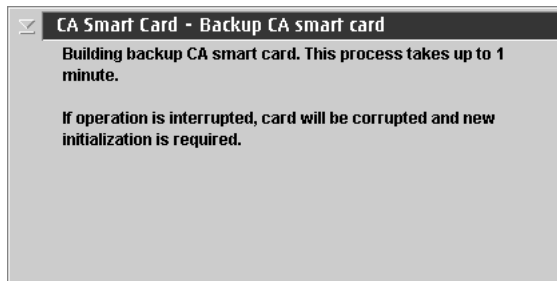 CA Smart Card - Backup CA smart card
Building backup CA smart card. This process takes up to 1
minute.
If operation is interrupted, card will be corrupted and new
initialization is required.